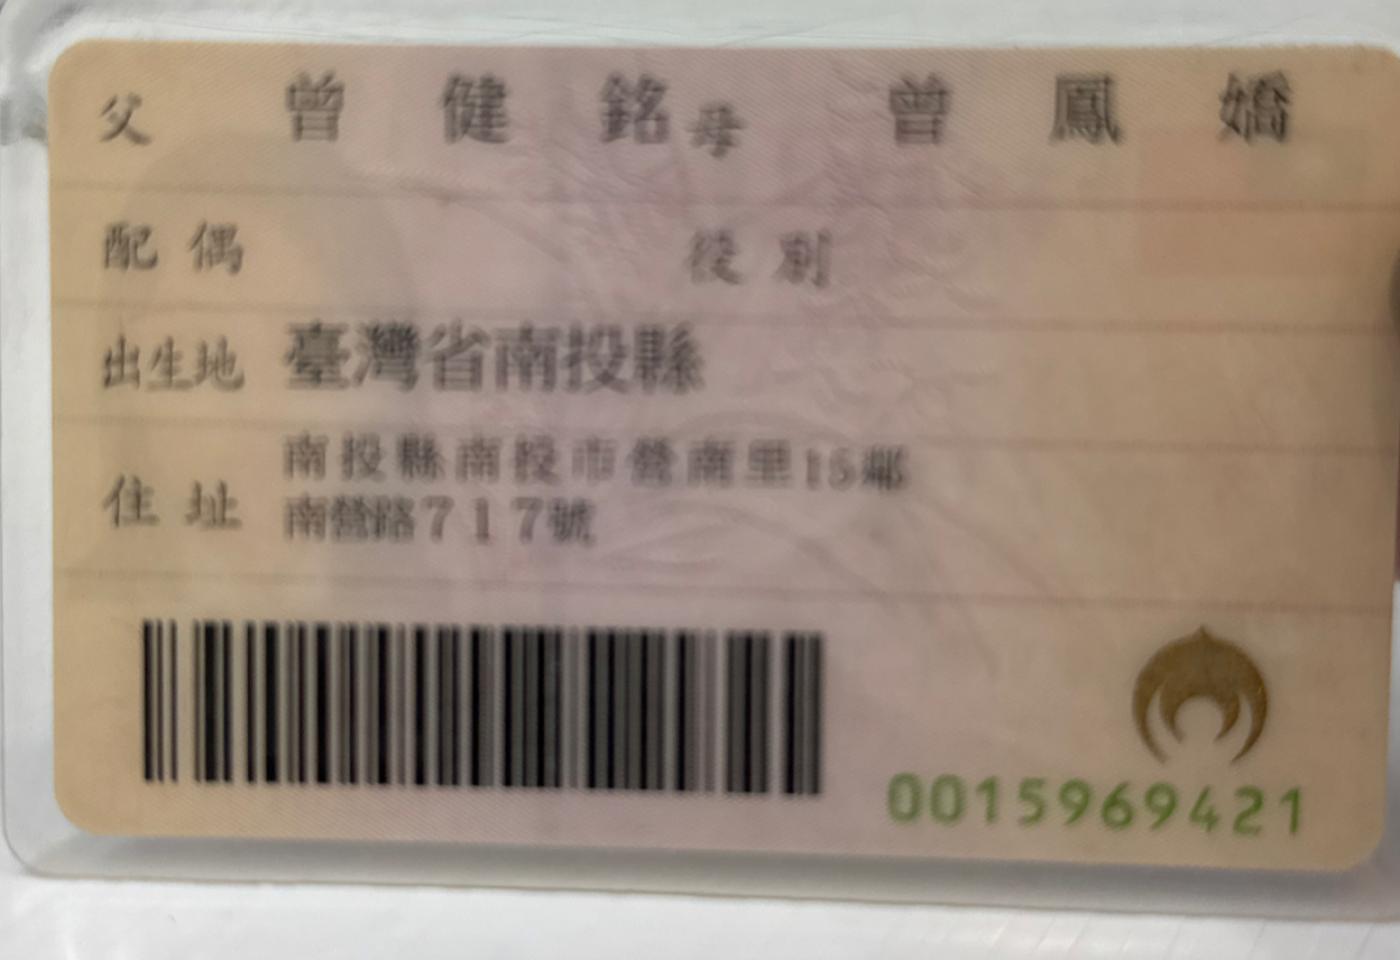 父 曾健銘 母 曾鳳嬌
配偶 役別
出生地 臺灣省南投縣
住址 南投縣南投市營南里15鄰
南營路717號
0015969421